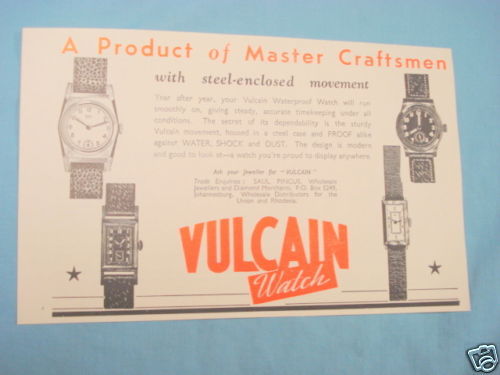 A Product of Master Craftsmen
with steel-enclosed movement
Year after year, your Vulcain Waterproof Watch will run
smoothly on, giving steady, accurate timekeeping under all
conditions. The secret of its dependability is the sturdy
Vulcain movement, housed in a steel case and PROOF alike
against WATER, SHOCK and DUST. The design is modern
and good to look at—a watch you're proud to display anywhere.
Ask your Jeweller for "VULCAIN"
Trade Enquires: SAUL PINCUS, Wholesale
Jewellers and Diamond Merchants, P.O. Box 5249,
Johannesburg. Wholesale Distributors for the
Union and Rhodesia.
VULCAIN
Watch